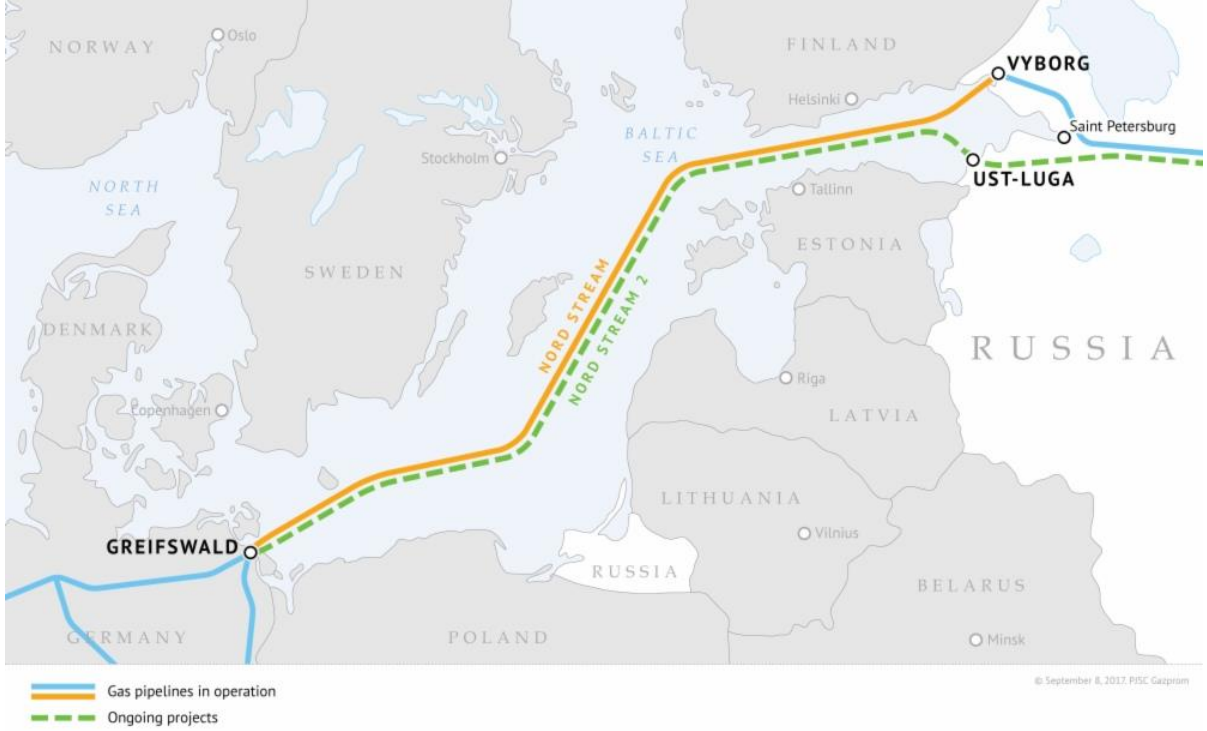 NORWAY
Oslo
FINLAND
VYBORG
Helsinki
BALTIC
SEA
Saint Petersburg
Stockholm
NORTH
SEA
UST-LUGA
Tallinn
ESTONIA
SWEDEN
NORD STREAM
NORD STREAM 2
DENMARK
RUSSIA
Riga
Copenhagen
LATVIA
LITHUANIA
Vilnius
GREIFSWALD
RUSSIA
BELARUS
GERMANY
POLAND
Minsk
Gas pipelines in operation
Ongoing projects
© September 8, 2017, PJSC Gazprom